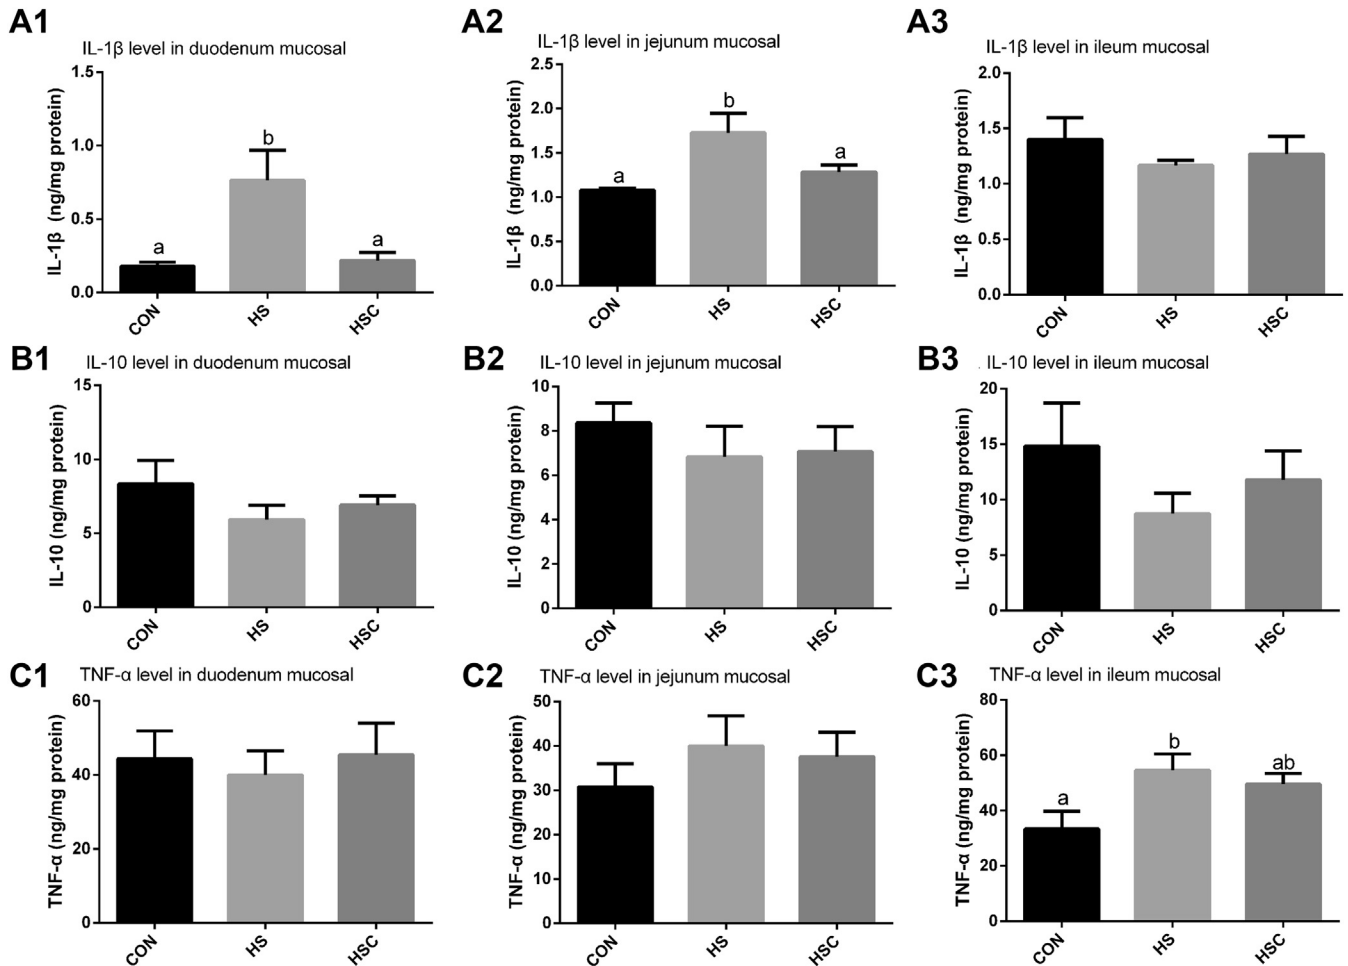 A1
IL-1β level in duodenum mucosal
IL-1β (ng/mg protein)
1.5
1.0
0.5
0.0
a
b
a
CON
HS
HSC
A2
IL-1β level in jejunum mucosal
IL-1β (ng/mg protein)
2.5
2.0
1.5
1.0
0.5
0.0
a
b
a
CON
HS
HSC
A3
IL-1β level in ileum mucosal
IL-1β (ng/mg protein)
2.0
1.5
1.0
0.5
0.0
CON
HS
HSC
B1
IL-10 level in duodenum mucosal
IL-10 (ng/mg protein)
15
10
5
0
CON
HS
HSC
B2
IL-10 level in jejunum mucosal
IL-10 (ng/mg protein)
10
8
6
4
2
0
CON
HS
HSC
B3
IL-10 level in ileum mucosal
IL-10 (ng/mg protein)
20
15
10
5
0
CON
HS
HSC
C1
TNF-α level in duodenum mucosal
TNF-α (ng/mg protein)
60
40
20
0
CON
HS
HSC
C2
TNF-α level in jejunum mucosal
TNF-α (ng/mg protein)
50
40
30
20
10
0
CON
HS
HSC
C3
TNF-α level in ileum mucosal
TNF-α (ng/mg protein)
80
60
40
20
0
a
b
ab
CON
HS
HSC